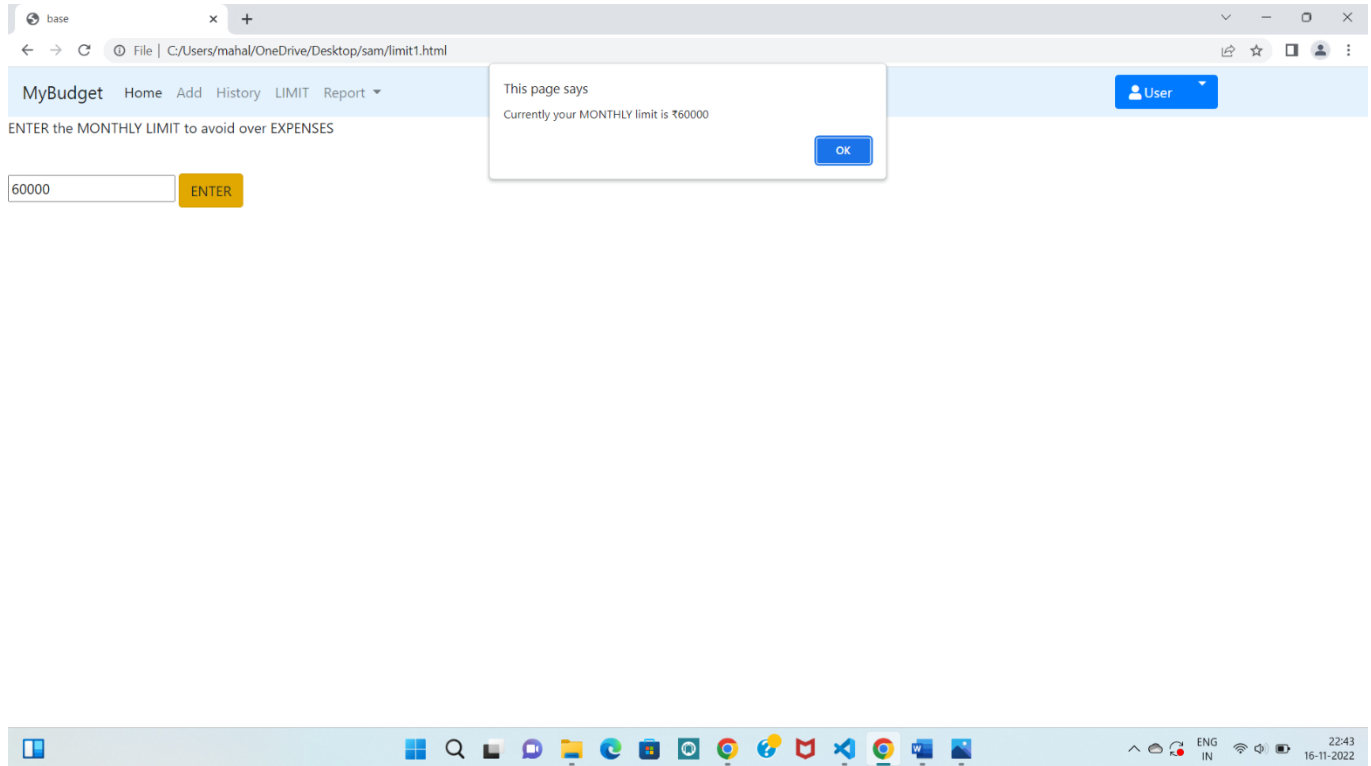 base
File | C:/Users/mahal/OneDrive/Desktop/sam/limit1.html
MyBudget Home Add History LIMIT Report
User
This page says
Currently your MONTHLY limit is ₹60000
OK
ENTER the MONTHLY LIMIT to avoid over EXPENSES
60000 ENTER
ENG
IN
22:43
16-11-2022